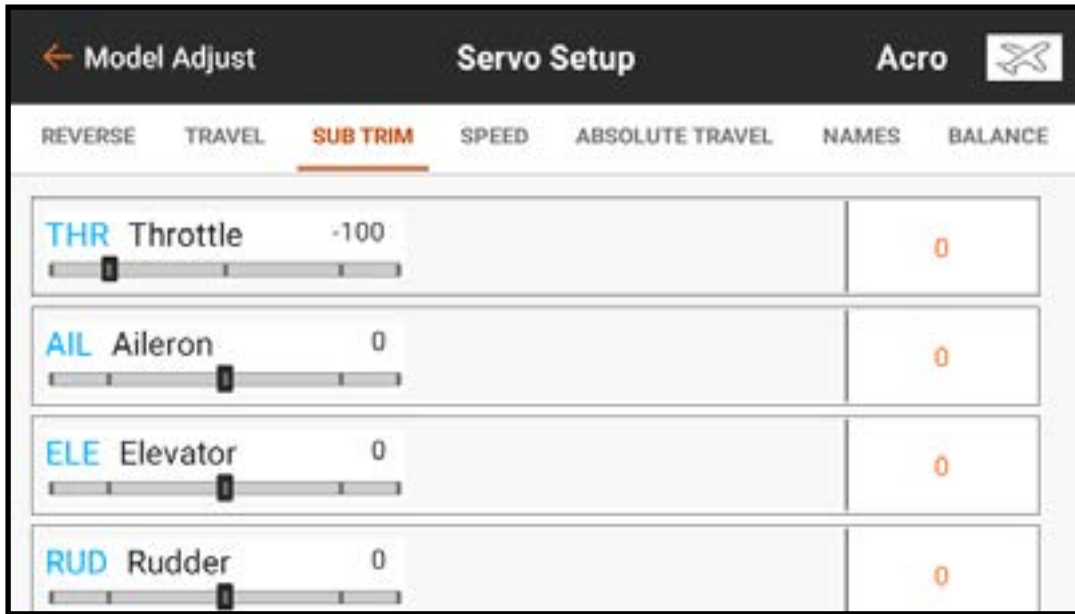 Model Adjust Servo Setup Acro
REVERSE TRAVEL SUB TRIM SPEED ABSOLUTE TRAVEL NAMES BALANCE
THR Throttle -100 0
AIL Aileron 0 0
ELE Elevator 0 0
RUD Rudder 0 0